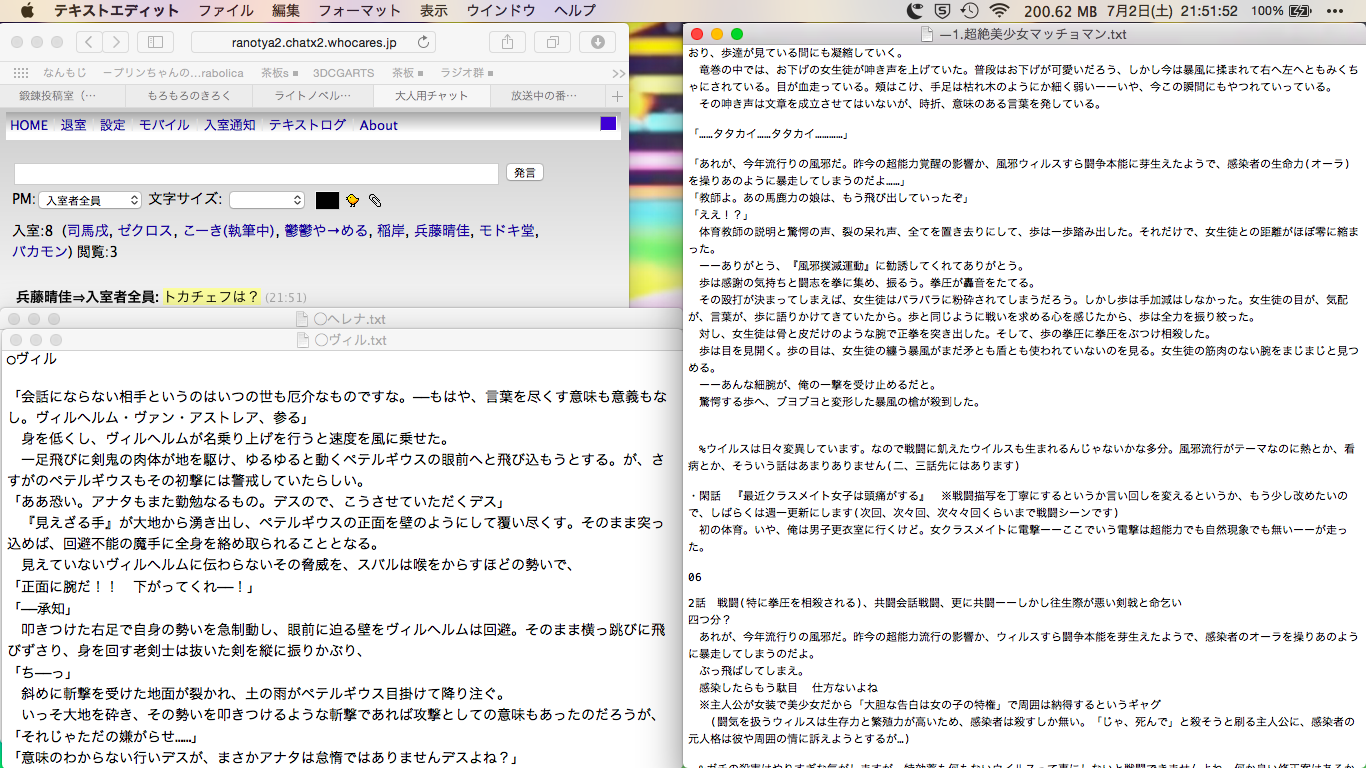 テキストエディット ファイル 編集 フォーマット 表示 ウインドウ ヘルプ 200.62 MB 7月2日(土) 21:51:52 100%
ranotya2.chatx2.whocares.jp
なんもじ ープリンちゃんの…rabolica 茶板s 3DCGARTS 茶板 ラジオ群
鍛錬投稿室（… もろもろのきろく ライトノベル… 大人用チャット 放送中の番…
HOME 退室 設定 モバイル 入室通知 テキストログ About
発言
PM: 入室者全員 文字サイズ:
入室:8（司馬戌, ゼクロス, こーき(執筆中), 鬱鬱や→める, 稲岸, 兵藤晴佳, モドキ堂,
バカモン) 閲覧:3
兵藤晴佳⇒入室者全員: トカチェフは？ (21:51)
◯ヘレナ.txt
◯ヴィル.txt
○ヴィル
「会話にならない相手というのはいつの世も厄介なものですな。──もはや、言葉を尽くす意味も意義もな
し。ヴィルヘルム・ヴァン・アストレア、参る」
　身を低くし、ヴィルヘルムが名乗り上げを行うと速度を風に乗せた。
　一足飛びに剣鬼の肉体が地を駆け、ゆるゆると動くペテルギウスの眼前へと飛び込もうとする。が、さ
すがのペテルギウスもその初撃には警戒していたらしい。
「ああ恐い。アナタもまた勤勉なるもの。デスので、こうさせていただくデス」
　『見えざる手』が大地から湧き出し、ペテルギウスの正面を壁のようにして覆い尽くす。そのまま突っ
込めば、回避不能の魔手に全身を絡め取られることとなる。
　見えていないヴィルヘルムに伝わらないその脅威を、スバルは喉をからすほどの勢いで、
「正面に腕だ！！　下がってくれ──！」
「──承知」
　叩きつけた右足で自身の勢いを急制動し、眼前に迫る壁をヴィルヘルムは回避。そのまま横っ跳びに飛
びずさり、身を回す老剣士は抜いた剣を縦に振りかぶり、
「ち──っ」
　斜めに斬撃を受けた地面が裂かれ、土の雨がペテルギウス目掛けて降り注ぐ。
　いっそ大地を砕き、その勢いを叩きつけるような斬撃であれば攻撃としての意味もあったのだろうが、
「それじゃただの嫌がらせ……」
「意味のわからない行いデスが、まさかアナタは怠惰ではありませんデスよね？」
ー1.超絶美少女マッチョマン.txt
おり、歩達が見ている間にも凝縮していく。
　竜巻の中では、お下げの女生徒が呻き声を上げていた。普段はお下げが可愛いだろう、しかし今は暴風に揉まれて右へ左へともみくち
ゃにされている。目が血走っている。頬はこけ、手足は枯れ木のようにか細く弱いーーいや、今この瞬間にもやつれていっている。
　その呻き声は文章を成立させてはいないが、時折、意味のある言葉を発している。
「……タタカイ……タタカイ…………」
「あれが、今年流行りの風邪だ。昨今の超能力覚醒の影響か、風邪ウィルスすら闘争本能に芽生えたようで、感染者の生命力(オーラ)
を操りあのように暴走してしまうのだよ……」
「教師よ。あの馬鹿力の娘は、もう飛び出していったぞ」
「ええ！？」
　体育教師の説明と驚愕の声、裂の呆れ声、全てを置き去りにして、歩は一歩踏み出した。それだけで、女生徒との距離がほぼ零に縮ま
った。
　ーーありがとう、『風邪撲滅運動』に勧誘してくれてありがとう。
　歩は感謝の気持ちと闘志を拳に集め、振るう。拳圧が轟音をたてる。
　その殴打が決まってしまえば、女生徒はバラバラに粉砕されてしまうだろう。しかし歩は手加減はしなかった。女生徒の目が、気配
が、言葉が、歩に語りかけてきていたから。歩と同じように戦いを求める心を感じたから、歩は全力を振り絞った。
　対し、女生徒は骨と皮だけのような腕で正拳を突き出した。そして、歩の拳圧に拳圧をぶつけ相殺した。
　歩は目を見開く。歩の目は、女生徒の纏う暴風がまだ矛とも盾とも使われていないのを見る。女生徒の筋肉のない腕をまじまじと見つ
める。
　ーーあんな細腕が、俺の一撃を受け止めるだと。
　驚愕する歩へ、ブヨブヨと変形した暴風の槍が殺到した。
　%ウイルスは日々変異しています。なので戦闘に飢えたウイルスも生まれるんじゃないかな多分。風邪流行がテーマなのに熱とか、看
病とか、そういう話はあまりありません(二、三話先にはあります)
・閑話　『最近クラスメイト女子は頭痛がする』　※戦闘描写を丁寧にするというか言い回しを変えるというか、もう少し改めたいの
で、しばらくは週一更新にします(次回、次々回、次々々回くらいまで戦闘シーンです)
　初の体育。いや、俺は男子更衣室に行くけど。女クラスメイトに電撃ーーここでいう電撃は超能力でも自然現象でも無いーーが走っ
た。
06
2話　戦闘(特に拳圧を相殺される)、共闘会話戦闘、更に共闘ーーしかし往生際が悪い剣戟と命乞い
四つ分？
　あれが、今年流行りの風邪だ。昨今の超能力流行の影響か、ウィルスすら闘争本能を芽生えたようで、感染者のオーラを操りあのよう
に暴走してしまうのだよ。
　ぶっ飛ばしてしまえ。
　感染したらもう駄目　仕方ないよね
　※主人公が女装で美少女だから「大胆な告白は女の子の特権」で周囲は納得するというギャグ
　　(闘気を扱うウィルスは生存力と繁殖力が高いため、感染者は殺すしか無い。「じゃ、死んで」と殺そうと刷る主人公に、感染者の
元人格は彼や周囲の情に訴えようとするが…)